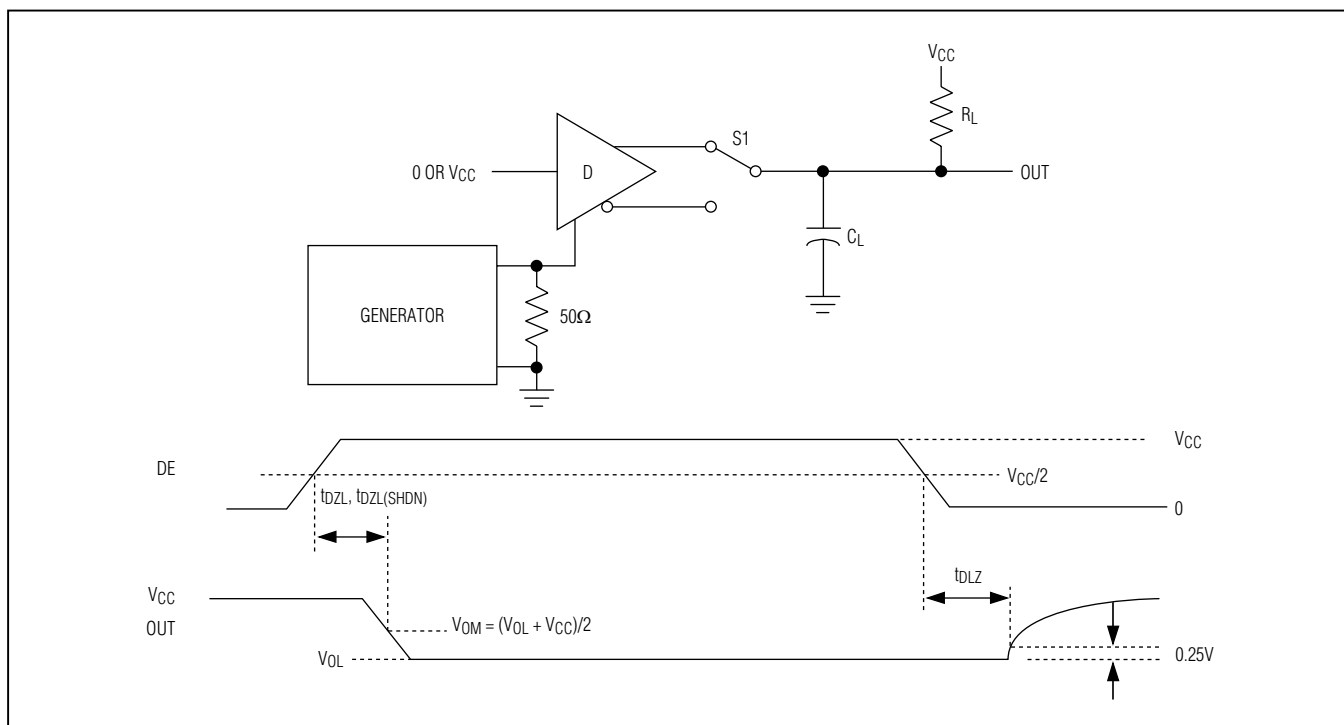 VCC
RL
S1
0 OR VCC
D
OUT
CL
GENERATOR
50Ω
VCC
DE
VCC/2
tDZL, tDZL(SHDN)
0
tDLZ
VCC
OUT
VOM = (VOL + VCC)/2
VOL
0.25V